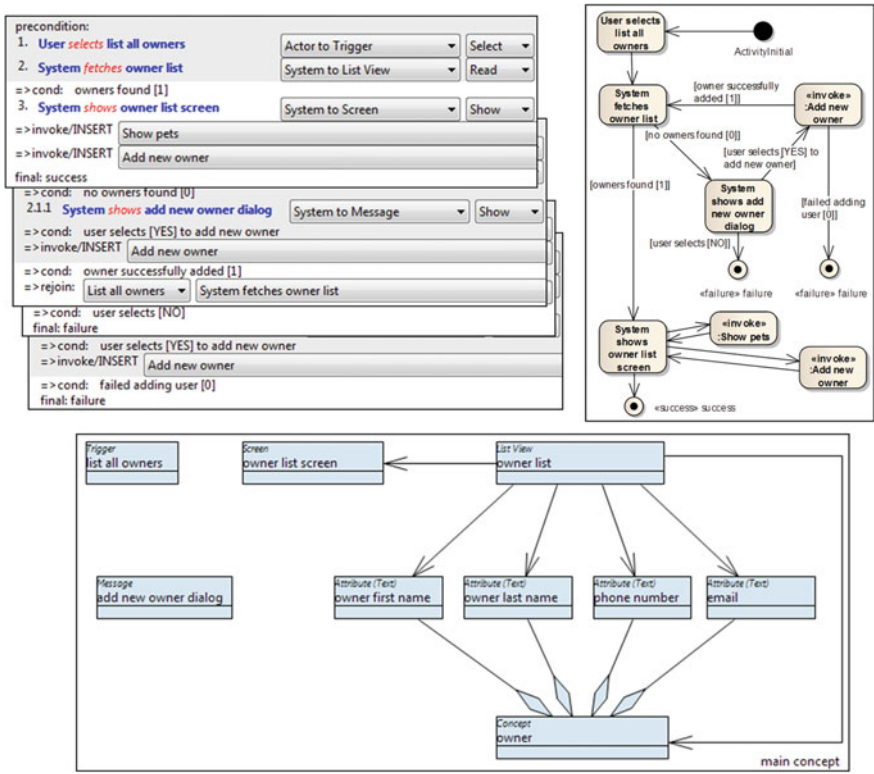 precondition:
1. User selects list all owners Actor to Trigger Select
2. System fetches owner list System to List View Read
=>cond: owners found [1]
3. System shows owner list screen System to Screen Show
=>invoke/INSERT Show pets
=>invoke/INSERT Add new owner
final: success
=>cond: no owners found [0]
2.1.1 System shows add new owner dialog System to Message Show
=>cond: user selects [YES] to add new owner
=>invoke/INSERT Add new owner
=>cond: owner successfully added [1]
=>rejoin: List all owners System fetches owner list
=>cond: user selects [NO]
final: failure
=>cond: user selects [YES] to add new owner
=>invoke/INSERT Add new owner
=>cond: failed adding user [0]
final: failure
User selects
list all
owners
ActivityInitial
System
fetches
owner list
[owner successfully
added [1]]
«invoke»
:Add new
owner
[no owners found [0]]
[user selects [YES] to
add new owner]
[owners found [1]]
System
shows add
new owner
dialog
[failed adding
user [0]]
[user selects [NO]]
«failure» failure
«failure» failure
System
shows
owner list
screen
«invoke»
:Show pets
«invoke»
:Add new
owner
«success» success
Trigger
list all owners
Screen
owner list screen
List View
owner list
Message
add new owner dialog
Attribute (Text)
owner first name
Attribute (Text)
owner last name
Attribute (Text)
phone number
Attribute (Text)
email
Concept
owner
main concept